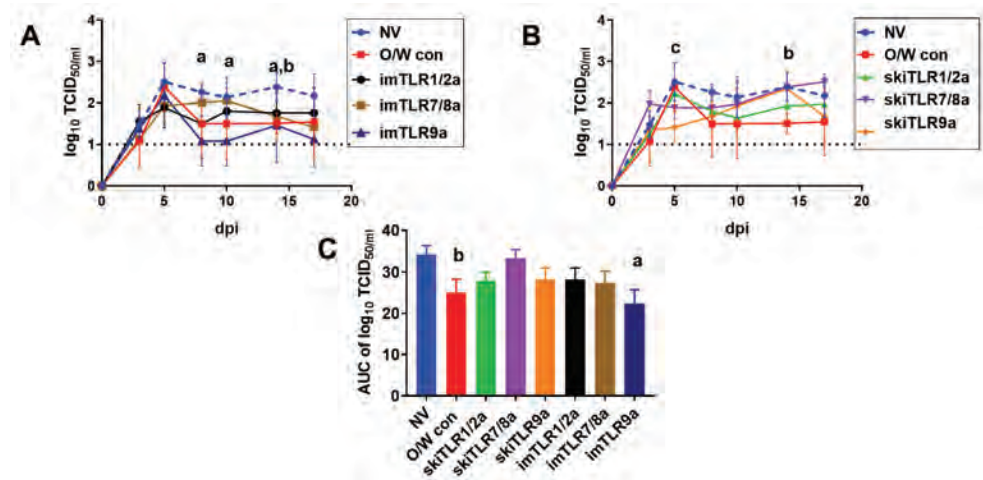 A
log10 TCID50/ml
4
3
2
1
0
a
a
a,b
0
5
10
15
20
dpi
NV
O/W con
imTLR1/2a
imTLR7/8a
imTLR9a
B
log10 TCID50/ml
4
3
2
1
0
c
b
0
5
10
15
20
dpi
NV
O/W con
skiTLR1/2a
skiTLR7/8a
skiTLR9a
C
AUC of log10 TCID50/ml
40
30
20
10
0
b
a
NV
O/W con
skiTLR1/2a
skiTLR7/8a
skiTLR9a
imTLR1/2a
imTLR7/8a
imTLR9a